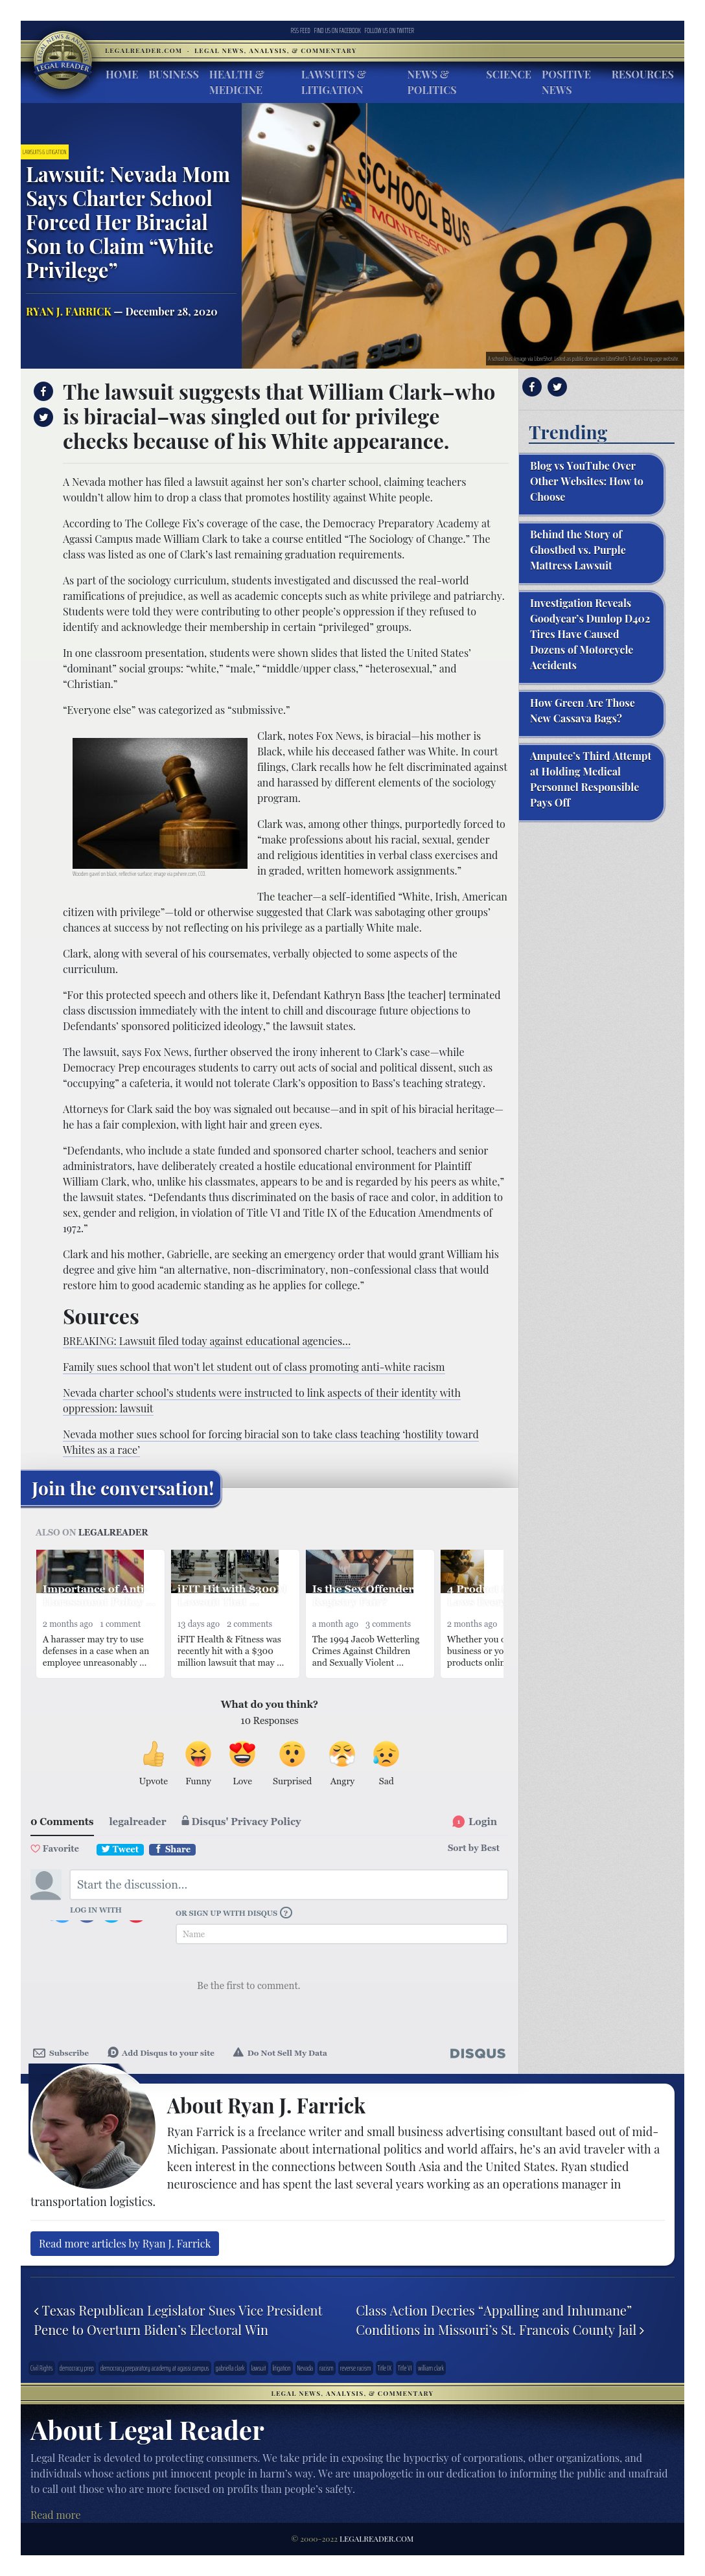 RSS FEED FIND US ON FACEBOOK FOLLOW US ON TWITTER
LEGAL NEWS & ANALYSIS
LEGAL READER
LEGALREADER.COM - LEGAL NEWS, ANALYSIS, & COMMENTARY
HOME BUSINESS HEALTH & MEDICINE LAWSUITS & LITIGATION NEWS & POLITICS SCIENCE POSITIVE NEWS RESOURCES
LAWSUITS & LITIGATION
Lawsuit: Nevada Mom
Says Charter School
Forced Her Biracial
Son to Claim “White
Privilege”
RYAN J. FARRICK — December 28, 2020
SCHOOL BUS
MONTESSO
82
A school bus; image via LiberShot, listed as public domain on LiberShot's Turkish-language website.
The lawsuit suggests that William Clark–who
is biracial–was singled out for privilege
checks because of his White appearance.
A Nevada mother has filed a lawsuit against her son’s charter school, claiming teachers
wouldn’t allow him to drop a class that promotes hostility against White people.
According to The College Fix’s coverage of the case, the Democracy Preparatory Academy at
Agassi Campus made William Clark to take a course entitled “The Sociology of Change.” The
class was listed as one of Clark’s last remaining graduation requirements.
As part of the sociology curriculum, students investigated and discussed the real-world
ramifications of prejudice, as well as academic concepts such as white privilege and patriarchy.
Students were told they were contributing to other people’s oppression if they refused to
identify and acknowledge their membership in certain “privileged” groups.
In one classroom presentation, students were shown slides that listed the United States’
“dominant” social groups: “white,” “male,” “middle/upper class,” “heterosexual,” and
“Christian.”
“Everyone else” was categorized as “submissive.”
Clark, notes Fox News, is biracial—his mother is
Black, while his deceased father was White. In court
filings, Clark recalls how he felt discriminated against
and harassed by different elements of the sociology
program.
Wooden gavel on black, reflective surface; image via pxhere.com, CC0.
Clark was, among other things, purportedly forced to
“make professions about his racial, sexual, gender
and religious identities in verbal class exercises and
in graded, written homework assignments.”
The teacher—a self-identified “White, Irish, American
citizen with privilege”—told or otherwise suggested that Clark was sabotaging other groups’
chances at success by not reflecting on his privilege as a partially White male.
Clark, along with several of his coursemates, verbally objected to some aspects of the
curriculum.
“For this protected speech and others like it, Defendant Kathryn Bass [the teacher] terminated
class discussion immediately with the intent to chill and discourage future objections to
Defendants’ sponsored politicized ideology,” the lawsuit states.
The lawsuit, says Fox News, further observed the irony inherent to Clark’s case—while
Democracy Prep encourages students to carry out acts of social and political dissent, such as
“occupying” a cafeteria, it would not tolerate Clark’s opposition to Bass’s teaching strategy.
Attorneys for Clark said the boy was signaled out because—and in spit of his biracial heritage—
he has a fair complexion, with light hair and green eyes.
“Defendants, who include a state funded and sponsored charter school, teachers and senior
administrators, have deliberately created a hostile educational environment for Plaintiff
William Clark, who, unlike his classmates, appears to be and is regarded by his peers as white,”
the lawsuit states. “Defendants thus discriminated on the basis of race and color, in addition to
sex, gender and religion, in violation of Title VI and Title IX of the Education Amendments of
1972.”
Clark and his mother, Gabrielle, are seeking an emergency order that would grant William his
degree and give him “an alternative, non-discriminatory, non-confessional class that would
restore him to good academic standing as he applies for college.”
Sources
BREAKING: Lawsuit filed today against educational agencies...
Family sues school that won’t let student out of class promoting anti-white racism
Nevada charter school’s students were instructed to link aspects of their identity with
oppression: lawsuit
Nevada mother sues school for forcing biracial son to take class teaching ‘hostility toward
Whites as a race’
Trending
Blog vs YouTube Over
Other Websites: How to
Choose
Behind the Story of
Ghostbed vs. Purple
Mattress Lawsuit
Investigation Reveals
Goodyear’s Dunlop D402
Tires Have Caused
Dozens of Motorcycle
Accidents
How Green Are Those
New Cassava Bags?
Amputee’s Third Attempt
at Holding Medical
Personnel Responsible
Pays Off
Join the conversation!
ALSO ON LEGALREADER
Importance of Anti
2 months ago 1 comment
A harasser may try to use
defenses in a case when an
employee unreasonably ...
iFIT Hit with $300
13 days ago 2 comments
iFIT Health & Fitness was
recently hit with a $300
million lawsuit that may ...
Is the Sex Offender
a month ago 3 comments
The 1994 Jacob Wetterling
Crimes Against Children
and Sexually Violent ...
4 Produ
2 months ago
Whether you o
business or yo
products onlin
What do you think?
10 Responses
Upvote Funny Love Surprised Angry Sad
0 Comments legalreader Disqus' Privacy Policy 1 Login
Favorite Tweet Share Sort by Best
Start the discussion...
LOG IN WITH
OR SIGN UP WITH DISQUS ?
Name
Be the first to comment.
Subscribe Add Disqus to your site Do Not Sell My Data DISQUS
About Ryan J. Farrick
Ryan Farrick is a freelance writer and small business advertising consultant based out of mid-
Michigan. Passionate about international politics and world affairs, he’s an avid traveler with a
keen interest in the connections between South Asia and the United States. Ryan studied
neuroscience and has spent the last several years working as an operations manager in
transportation logistics.
Read more articles by Ryan J. Farrick
‹ Texas Republican Legislator Sues Vice President
Pence to Overturn Biden’s Electoral Win
Class Action Decries “Appalling and Inhumane”
Conditions in Missouri’s St. Francois County Jail ›
Civil Rights democracy prep democracy preparatory academy at agassi campus gabriella clark lawsuit litigation Nevada racism reverse racism Title IX Title VI william clark
LEGAL NEWS, ANALYSIS, & COMMENTARY
About Legal Reader
Legal Reader is devoted to protecting consumers. We take pride in exposing the hypocrisy of corporations, other organizations, and
individuals whose actions put innocent people in harm’s way. We are unapologetic in our dedication to informing the public and unafraid
to call out those who are more focused on profits than people’s safety.
Read more
© 2000-2022 LEGALREADER.COM